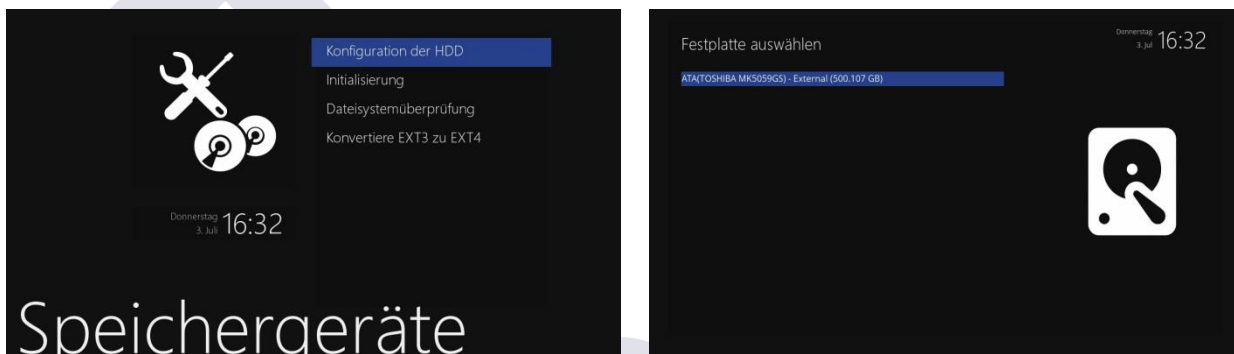 Konfiguration der HDD
Initialisierung
Dateisystemüberprüfung
Konvertiere EXT3 zu EXT4
Donnerstag
3. Juli 16:32
Speichergeräte
Festplatte auswählen
Donnerstag
3. Jul 16:32
ATA(TOSHIBA MK5059GS) - External (500.107 GB)